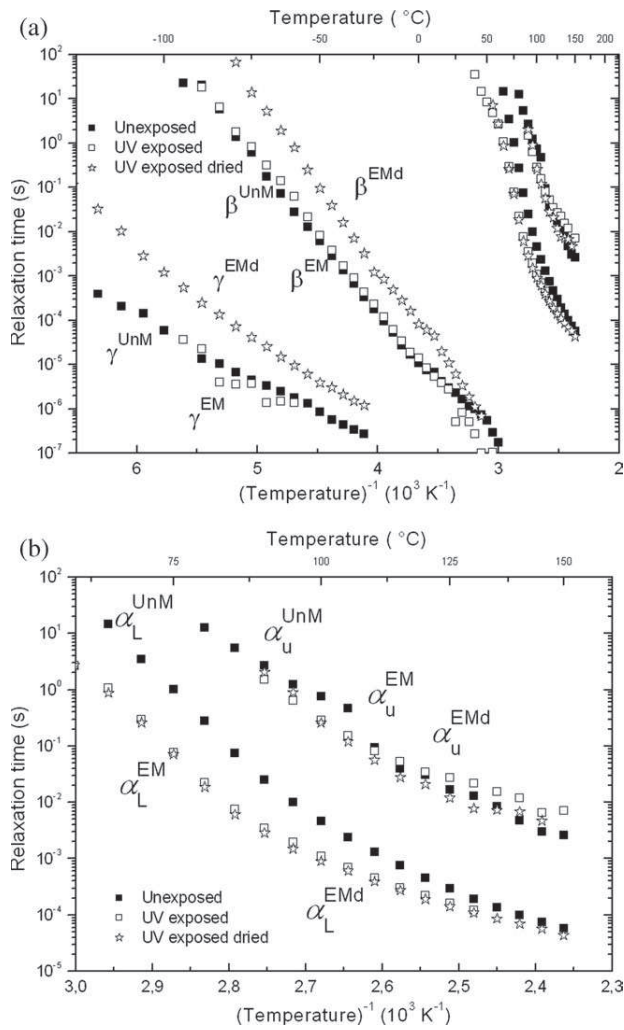 (a)
Temperature ( °C)
-100 -50 0 50 100 150 200
10^2
10^1
10^0
10^-1
10^-2
10^-3
10^-4
10^-5
10^-6
10^-7
Relaxation time (s)
Unexposed
UV exposed
UV exposed dried
β^UnM
β^EMd
β^EM
γ^EMd
γ^UnM
γ^EM
6 5 4 3 2
(Temperature)^-1 (10^3 K^-1)
(b)
Temperature ( °C)
75 100 125 150
10^2
10^1
10^0
10^-1
10^-2
10^-3
10^-4
10^-5
Relaxation time (s)
α_L^UnM
α_u^UnM
α_u^EM
α_u^EMd
α_L^EM
α_L^EMd
Unexposed
UV exposed
UV exposed dried
3,0 2,9 2,8 2,7 2,6 2,5 2,4 2,3
(Temperature)^-1 (10^3 K^-1)